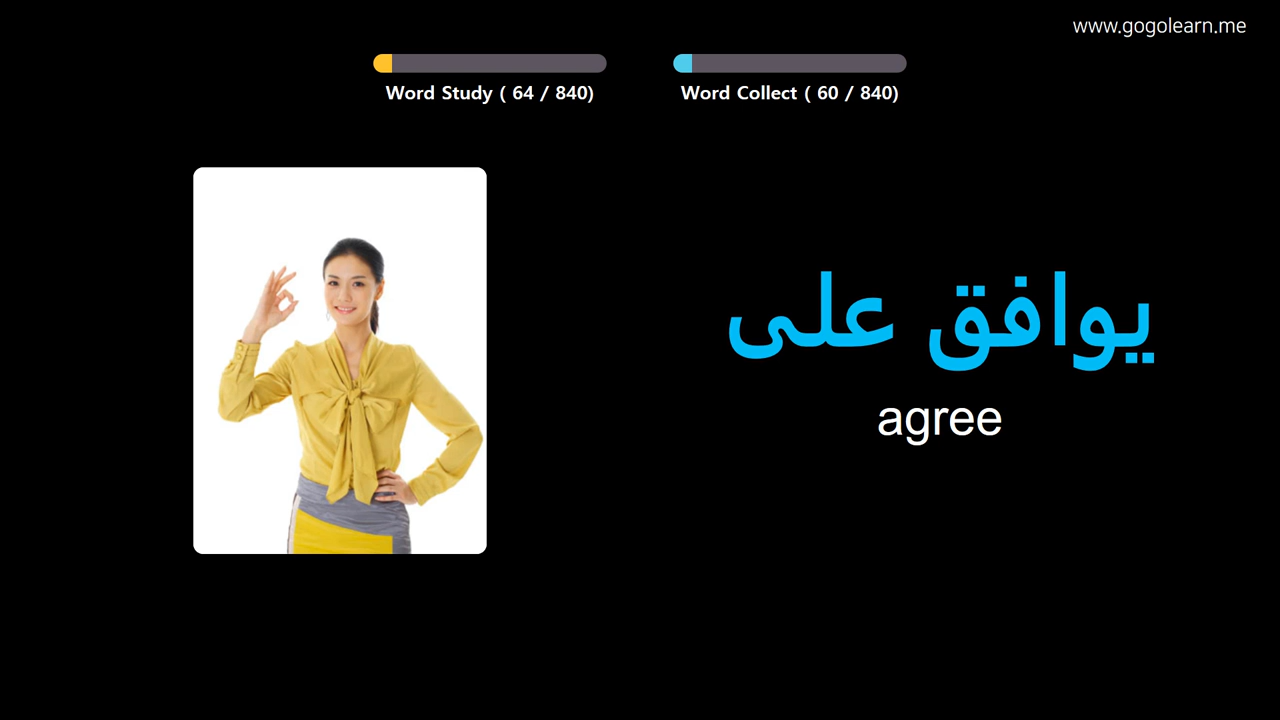 www.gogolearn.me
Word Study ( 64 / 840)
Word Collect ( 60 / 840)
يوافق على
agree